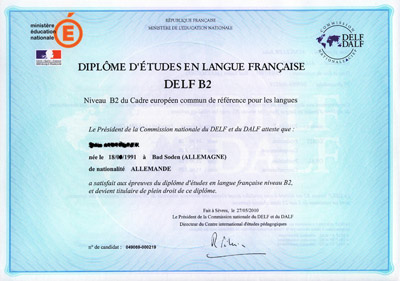 RÉPUBLIQUE FRANÇAISE
MINISTÈRE DE L'ÉDUCATION NATIONALE
ministère
éducation
nationale
COMMISSION NATIONALE
DELF
DALF
DIPLÔME D'ÉTUDES EN LANGUE FRANÇAISE
DELF B2
Niveau B2 du Cadre européen commun de référence pour les langues
Le Président de la Commission nationale du DELF et du DALF atteste que :
née le 18/ /1991 à Bad Soden (ALLEMAGNE)
de nationalité ALLEMANDE
a satisfait aux épreuves du diplôme d'études en langue française niveau B2,
et devient titulaire de plein droit de ce diplôme.
Fait à Sèvres, le 27/05/2010
Le Président de la Commission nationale du DELF et du DALF
Directeur du Centre international d'études pédagogiques
n° de candidat : 049060-000219